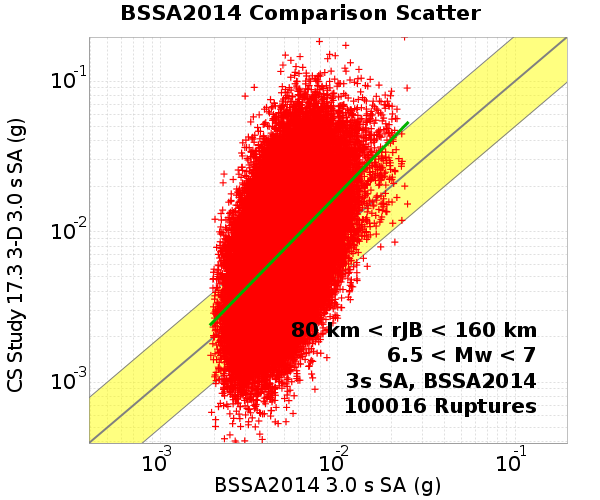 BSSA2014 Comparison Scatter
CS Study 17.3 3-D 3.0 s SA (g)
10-1
10-2
10-3
80 km < rJB < 160 km
6.5 < Mw < 7
3s SA, BSSA2014
100016 Ruptures
10-3 10-2 10-1
BSSA2014 3.0 s SA (g)